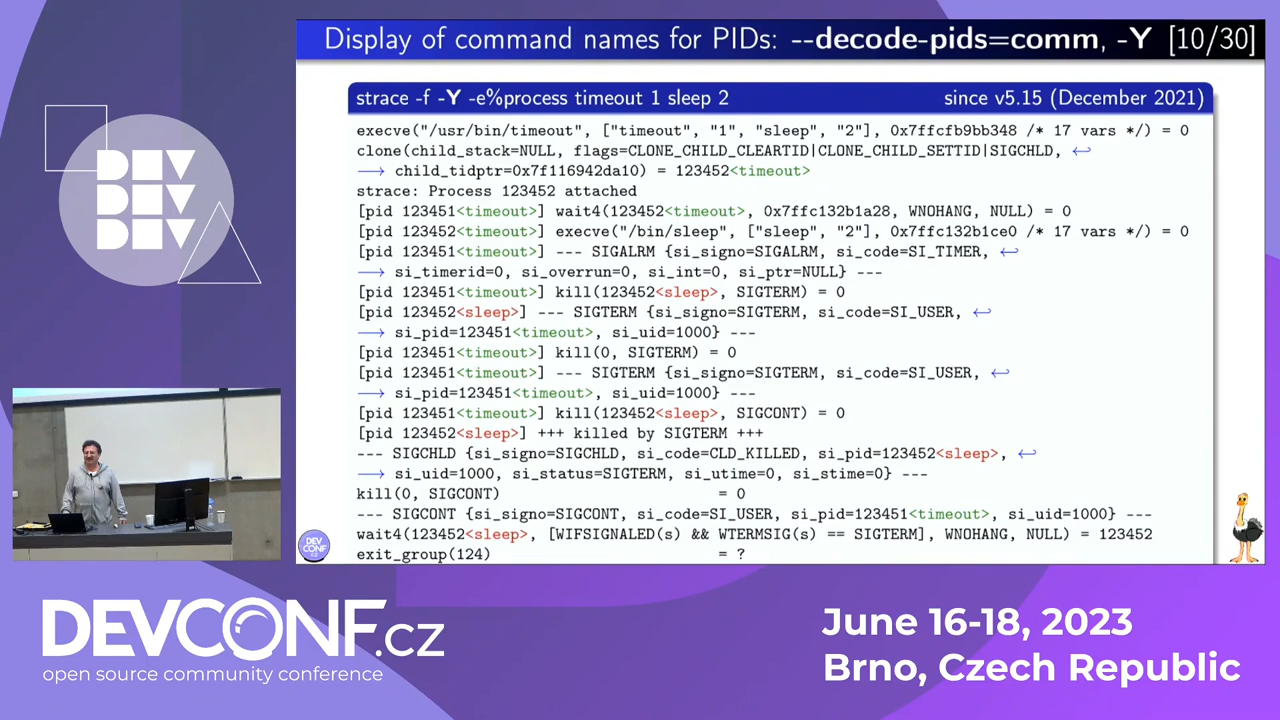 Display of command names for PIDs: --decode-pids=comm, -Y [10/30]
strace -f -Y -e%process timeout 1 sleep 2 since v5.15 (December 2021)
execve("/usr/bin/timeout", ["timeout", "1", "sleep", "2"], 0x7ffcfb9bb348 /* 17 vars */) = 0
clone(child_stack=NULL, flags=CLONE_CHILD_CLEARTID|CLONE_CHILD_SETTID|SIGCHLD, ↩
→ child_tidptr=0x7f116942da10) = 123452<timeout>
strace: Process 123452 attached
[pid 123451<timeout>] wait4(123452<timeout>, 0x7ffc132b1a28, WNOHANG, NULL) = 0
[pid 123452<timeout>] execve("/bin/sleep", ["sleep", "2"], 0x7ffc132b1ce0 /* 17 vars */) = 0
[pid 123451<timeout>] --- SIGALRM {si_signo=SIGALRM, si_code=SI_TIMER, ↩
→ si_timerid=0, si_overrun=0, si_int=0, si_ptr=NULL} ---
[pid 123451<timeout>] kill(123452<sleep>, SIGTERM) = 0
[pid 123452<sleep>] --- SIGTERM {si_signo=SIGTERM, si_code=SI_USER, ↩
→ si_pid=123451<timeout>, si_uid=1000} ---
[pid 123451<timeout>] kill(0, SIGTERM) = 0
[pid 123451<timeout>] --- SIGTERM {si_signo=SIGTERM, si_code=SI_USER, ↩
→ si_pid=123451<timeout>, si_uid=1000} ---
[pid 123451<timeout>] kill(123452<sleep>, SIGCONT) = 0
[pid 123452<sleep>] +++ killed by SIGTERM +++
--- SIGCHLD {si_signo=SIGCHLD, si_code=CLD_KILLED, si_pid=123452<sleep>, ↩
→ si_uid=1000, si_status=SIGTERM, si_utime=0, si_stime=0} ---
kill(0, SIGCONT) = 0
--- SIGCONT {si_signo=SIGCONT, si_code=SI_USER, si_pid=123451<timeout>, si_uid=1000} ---
wait4(123452<sleep>, [WIFSIGNALED(s) && WTERMSIG(s) == SIGTERM], WNOHANG, NULL) = 123452
exit_group(124) = ?
DEV
DEV
DEV
DEV
CONF
.cz
DEVCONF.cz
open source community conference
June 16-18, 2023
Brno, Czech Republic